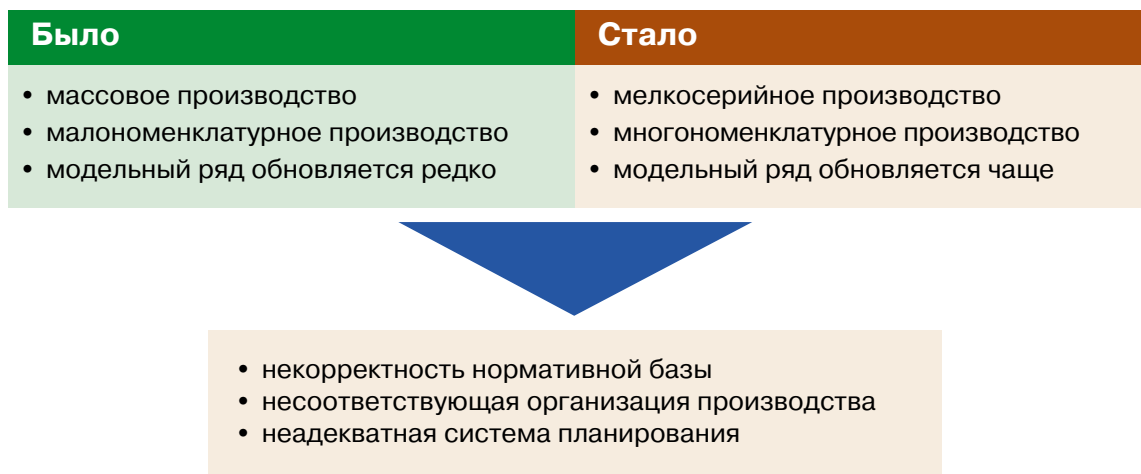 Было
• массовое производство
• малономенклатурное производство
• модельный ряд обновляется редко
Стало
• мелкосерийное производство
• многономенклатурное производство
• модельный ряд обновляется чаще
• некорректность нормативной базы
• несоответствующая организация производства
• неадекватная система планирования